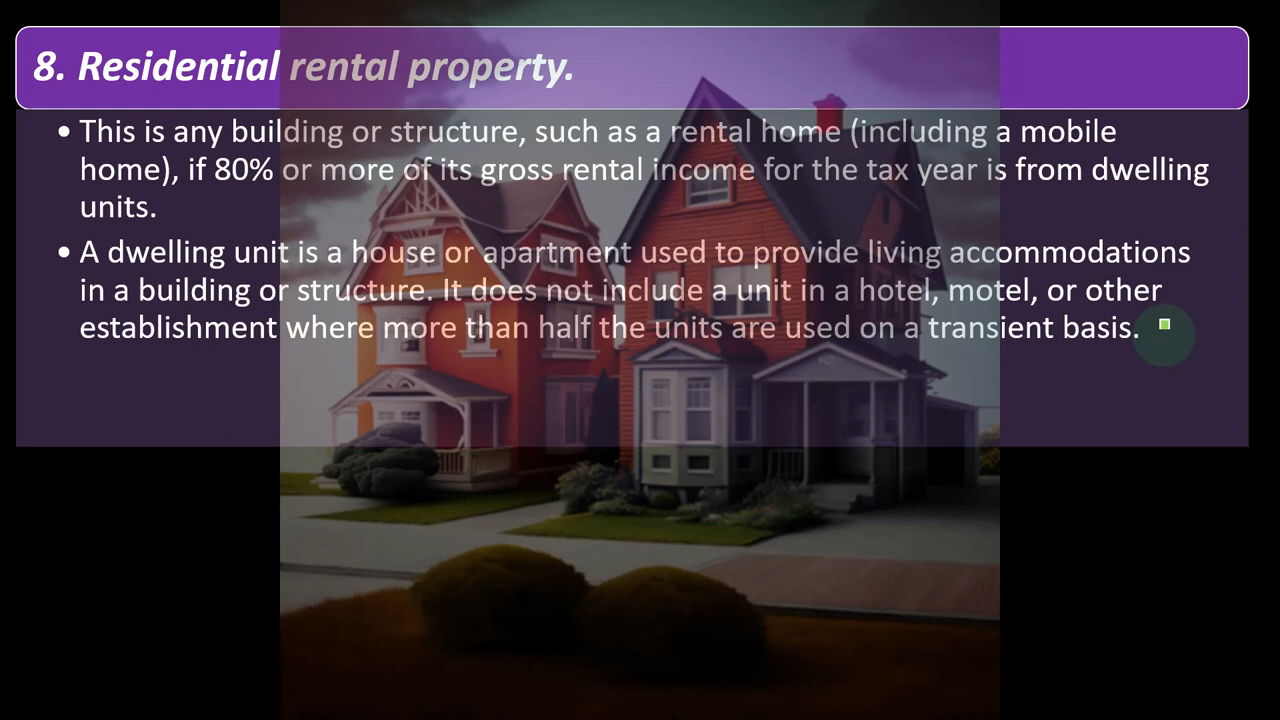 8. Residential rental property.
• This is any building or structure, such as a rental home (including a mobile
home), if 80% or more of its gross rental income for the tax year is from dwelling
units.
• A dwelling unit is a house or apartment used to provide living accommodations
in a building or structure. It does not include a unit in a hotel, motel, or other
establishment where more than half the units are used on a transient basis.